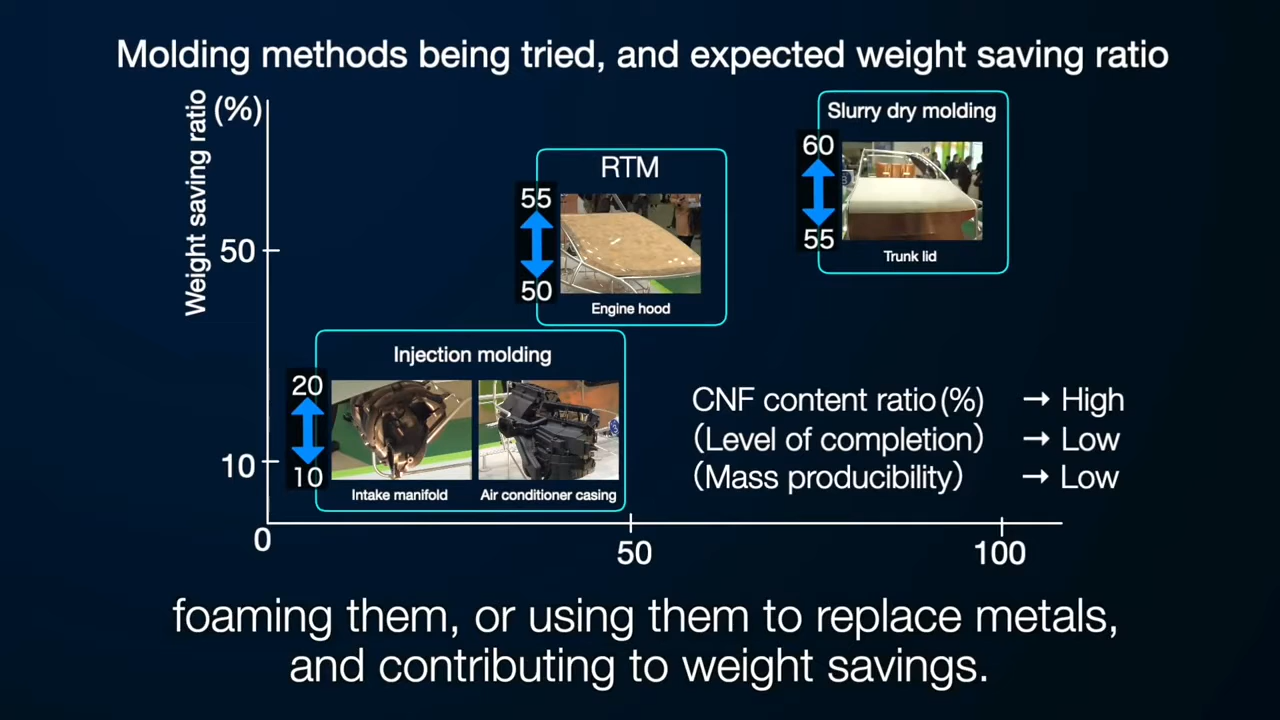 Molding methods being tried, and expected weight saving ratio
Weight saving ratio (%)
Slurry dry molding
60
55
Trunk lid
RTM
55
50
Engine hood
50
Injection molding
20
10
Intake manifold
Air conditioner casing
10
CNF content ratio (%) → High
(Level of completion) → Low
(Mass producibility) → Low
0
50
100
foaming them, or using them to replace metals,
and contributing to weight savings.